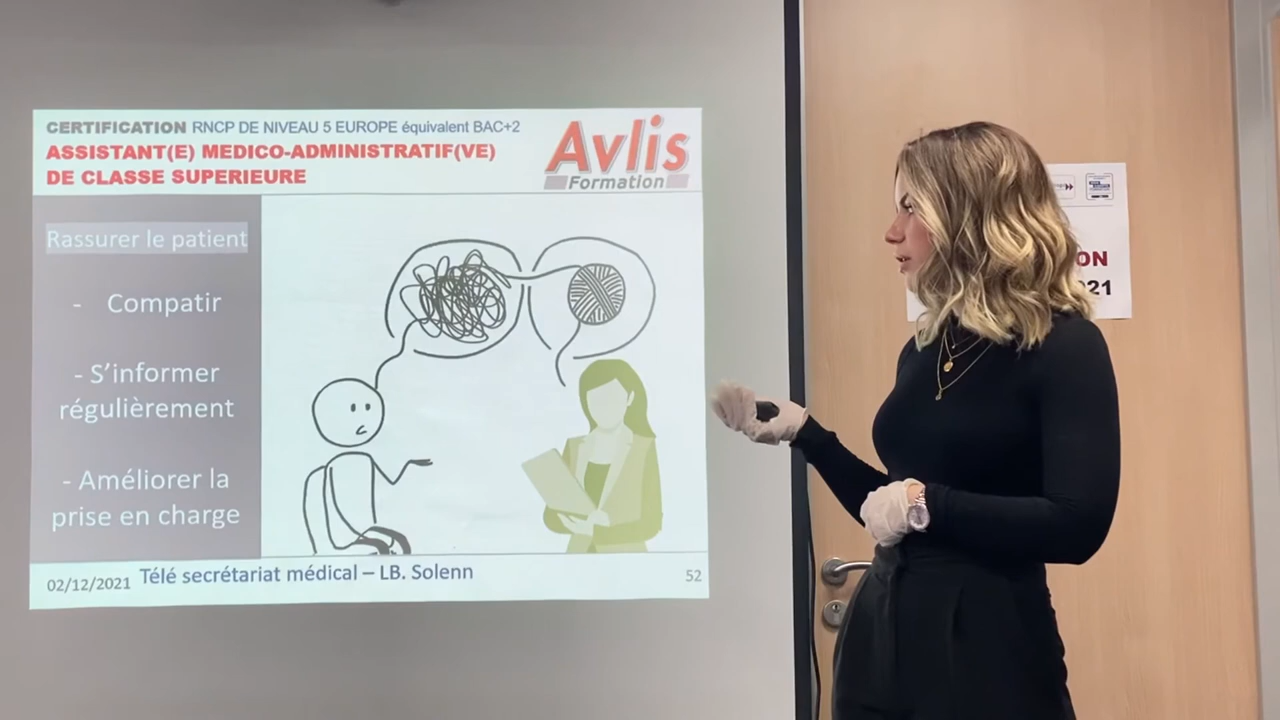 CERTIFICATION RNCP DE NIVEAU 5 EUROPE équivalent BAC+2
ASSISTANT(E) MEDICO-ADMINISTRATIF(VE)
DE CLASSE SUPERIEURE
Avlis
Formation
Rassurer le patient
- Compatir
- S'informer
régulièrement
- Améliorer la
prise en charge
02/12/2021 Télé secrétariat médical – LB. Solenn 52
ON
21